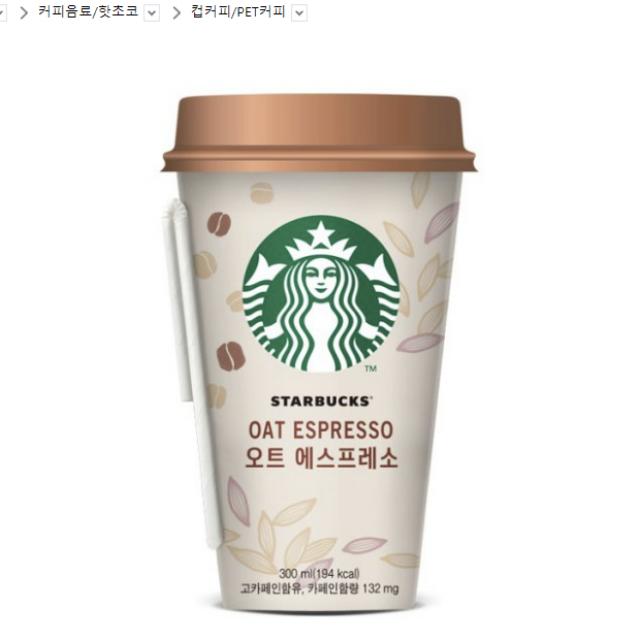 커피음료/핫초코 > 컵커피/PET커피
TM
STARBUCKS
OAT ESPRESSO
오트 에스프레소
300 ml(194 kcal)
고카페인함유, 카페인함량 132 mg